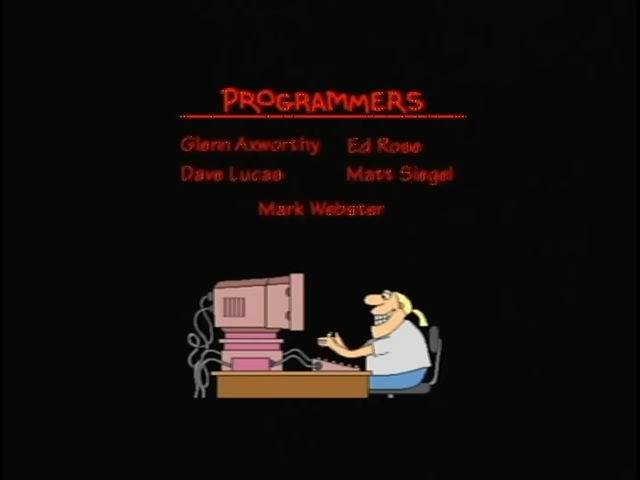 PROGRAMMERS
Glenn Axworthy Ed Rose
Dave Lucas Matt Siegel
Mark Webster